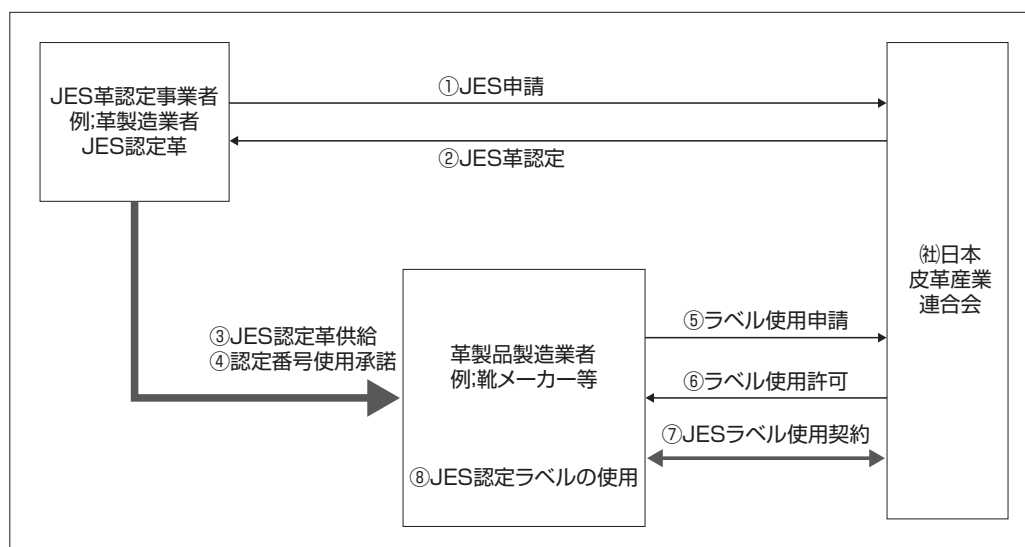 JES革認定事業者
例;革製造業者
JES認定革
①JES申請
②JES革認定
㈳日本
皮革産業
連合会
③JES認定革供給
④認定番号使用承諾
革製品製造業者
例;靴メーカー等
⑤ラベル使用申請
⑥ラベル使用許可
⑦JESラベル使用契約
⑧JES認定ラベルの使用